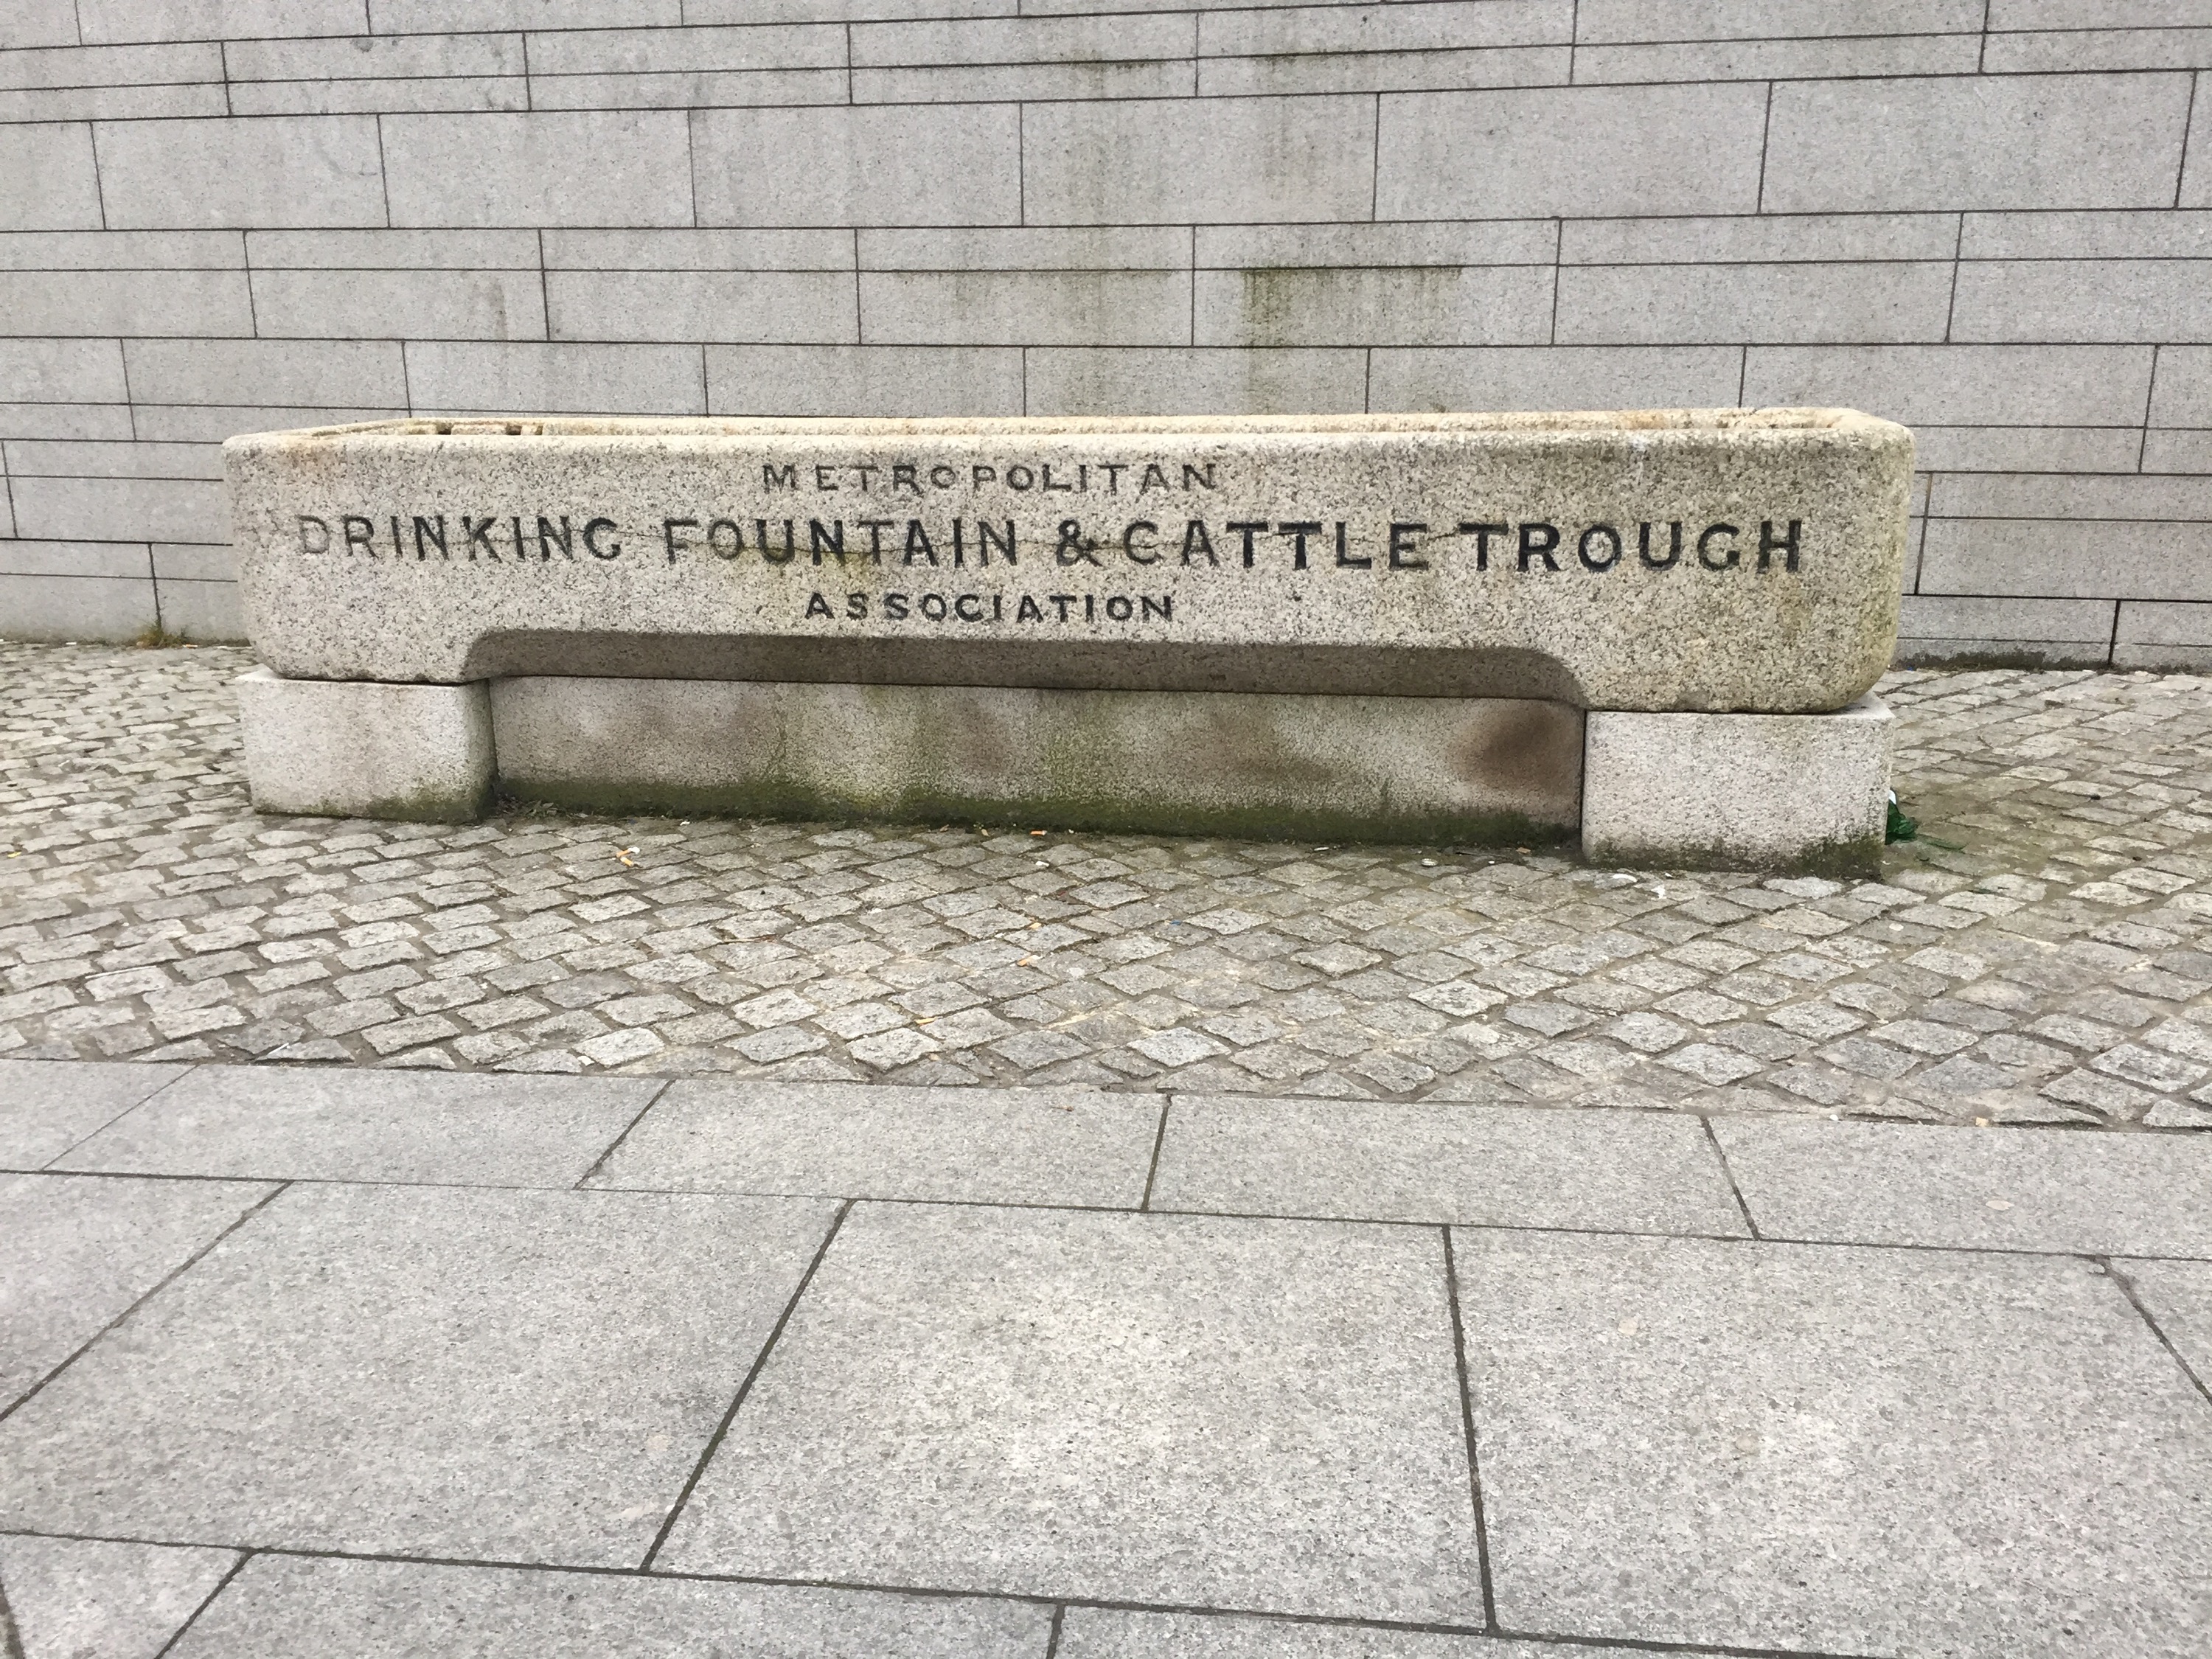 METROPOLITAN
DRINKING FOUNTAIN & CATTLE TROUGH
ASSOCIATION